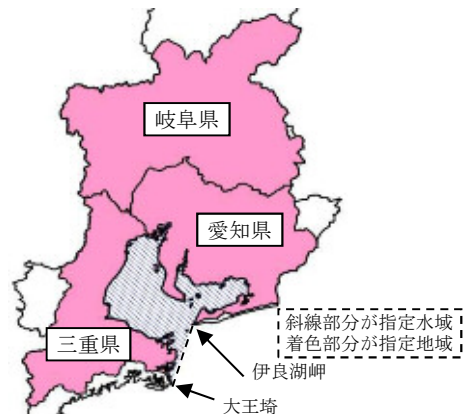 岐阜県
愛知県
斜線部分が指定水域
着色部分が指定地域
三重県
伊良湖岬
大王埼